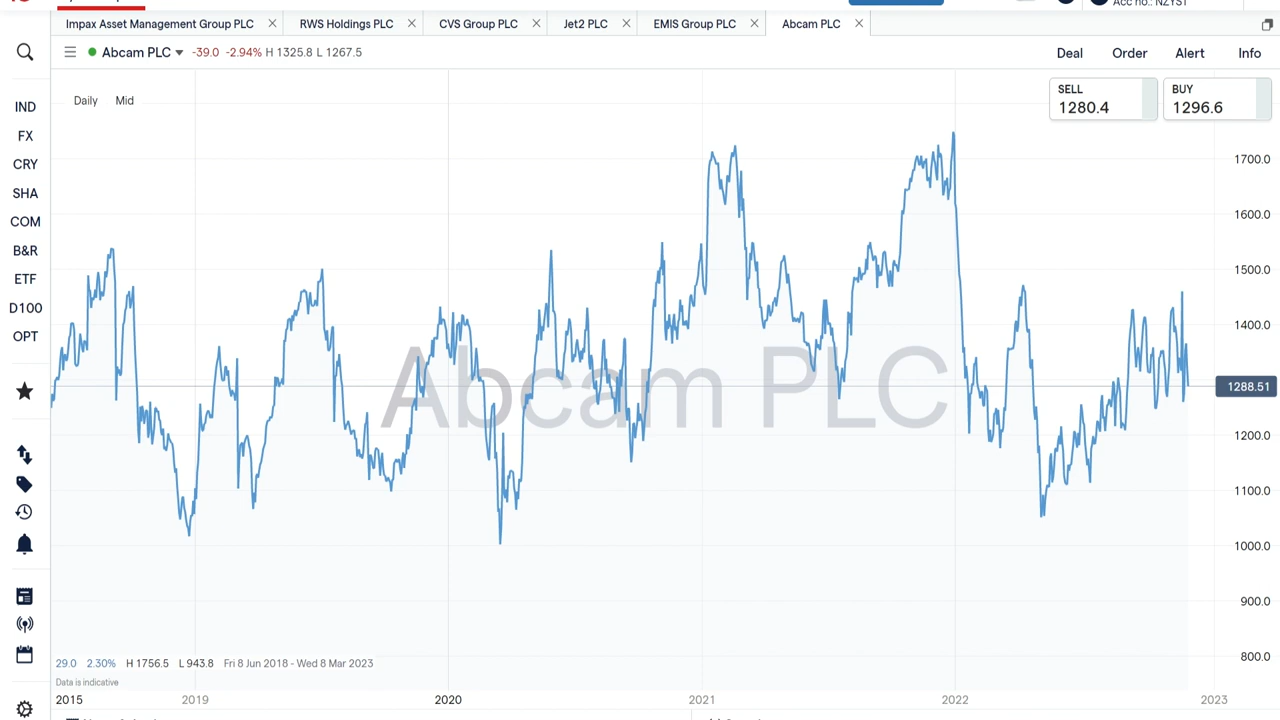 Acc no.: NZYST
Impax Asset Management Group PLC
RWS Holdings PLC
CVS Group PLC
Jet2 PLC
EMIS Group PLC
Abcam PLC
Abcam PLC -39.0 -2.94% H 1325.8 L 1267.5
Deal Order Alert Info
Daily Mid
SELL
1280.4
BUY
1296.6
IND
FX
CRY
SHA
COM
B&R
ETF
D100
OPT
Abcam PLC
1700.0
1600.0
1500.0
1400.0
1288.51
1200.0
1100.0
1000.0
900.0
800.0
29.0 2.30% H 1756.5 L 943.8 Fri 8 Jun 2018 - Wed 8 Mar 2023
Data is indicative
2015 2019 2020 2021 2022 2023